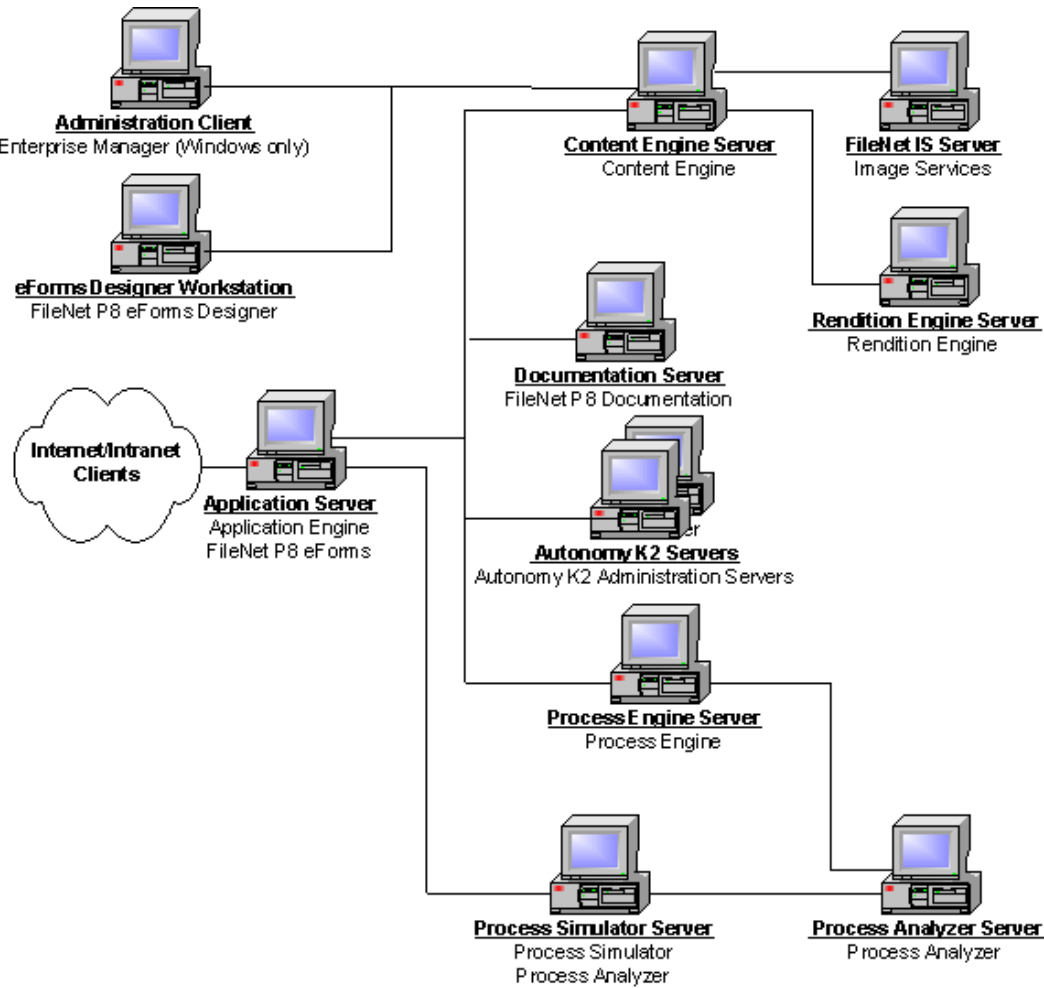 Administration Client
Enterprise Manager (Windows only)
Content Engine Server
Content Engine
FileNet IS Server
Image Services
eForms Designer Workstation
FileNet P8 eForms Designer
Rendition Engine Server
Rendition Engine
Documentation Server
FileNet P8 Documentation
Internet/Intranet
Clients
Application Server
Application Engine
FileNet P8 eForms
Autonomy K2 Servers
Autonomy K2 Administration Servers
Process Engine Server
Process Engine
Process Simulator Server
Process Simulator
Process Analyzer
Process Analyzer Server
Process Analyzer